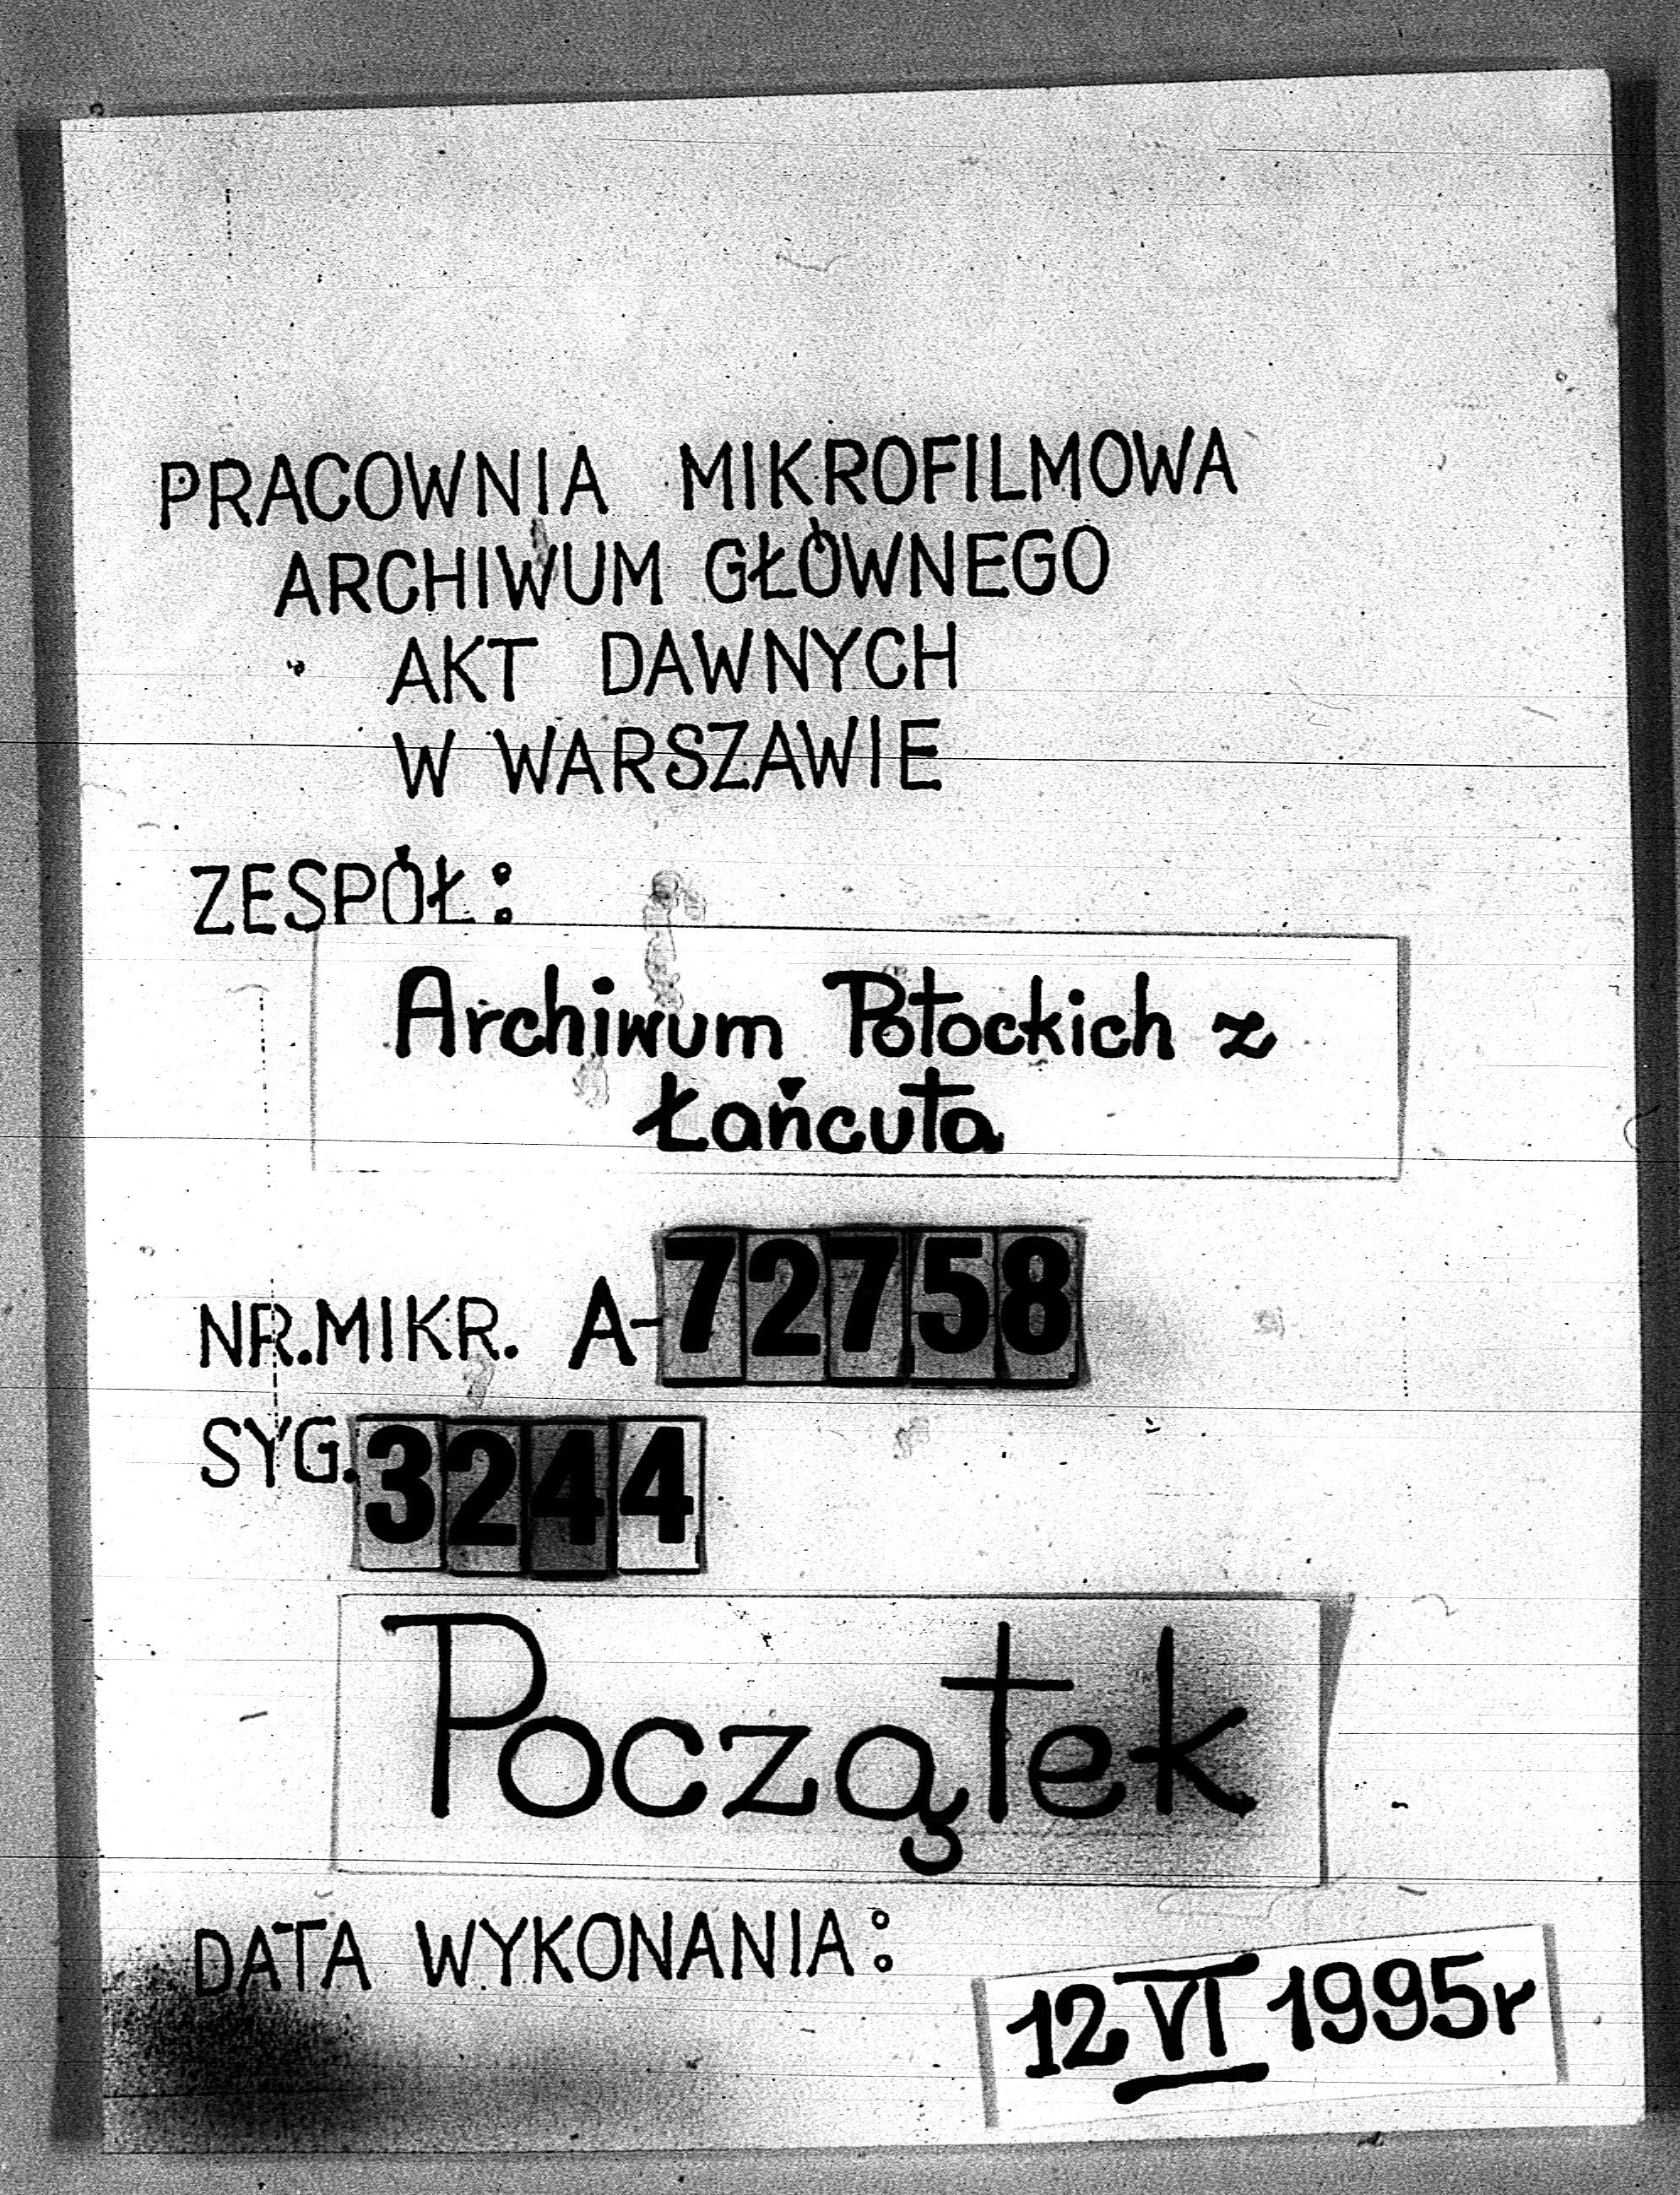 PRACOWNIA MIKROFILMOWA
ARCHIWUM GŁÓWNEGO
AKT DAWNYCH
W WARSZAWIE
ZESPÓŁ:
Archiwum Potockich z
Łańcuta
NR.MIKR. A-72758
SYG. 3244
Początek
DATA WYKONANIA:
12 VI 1995r